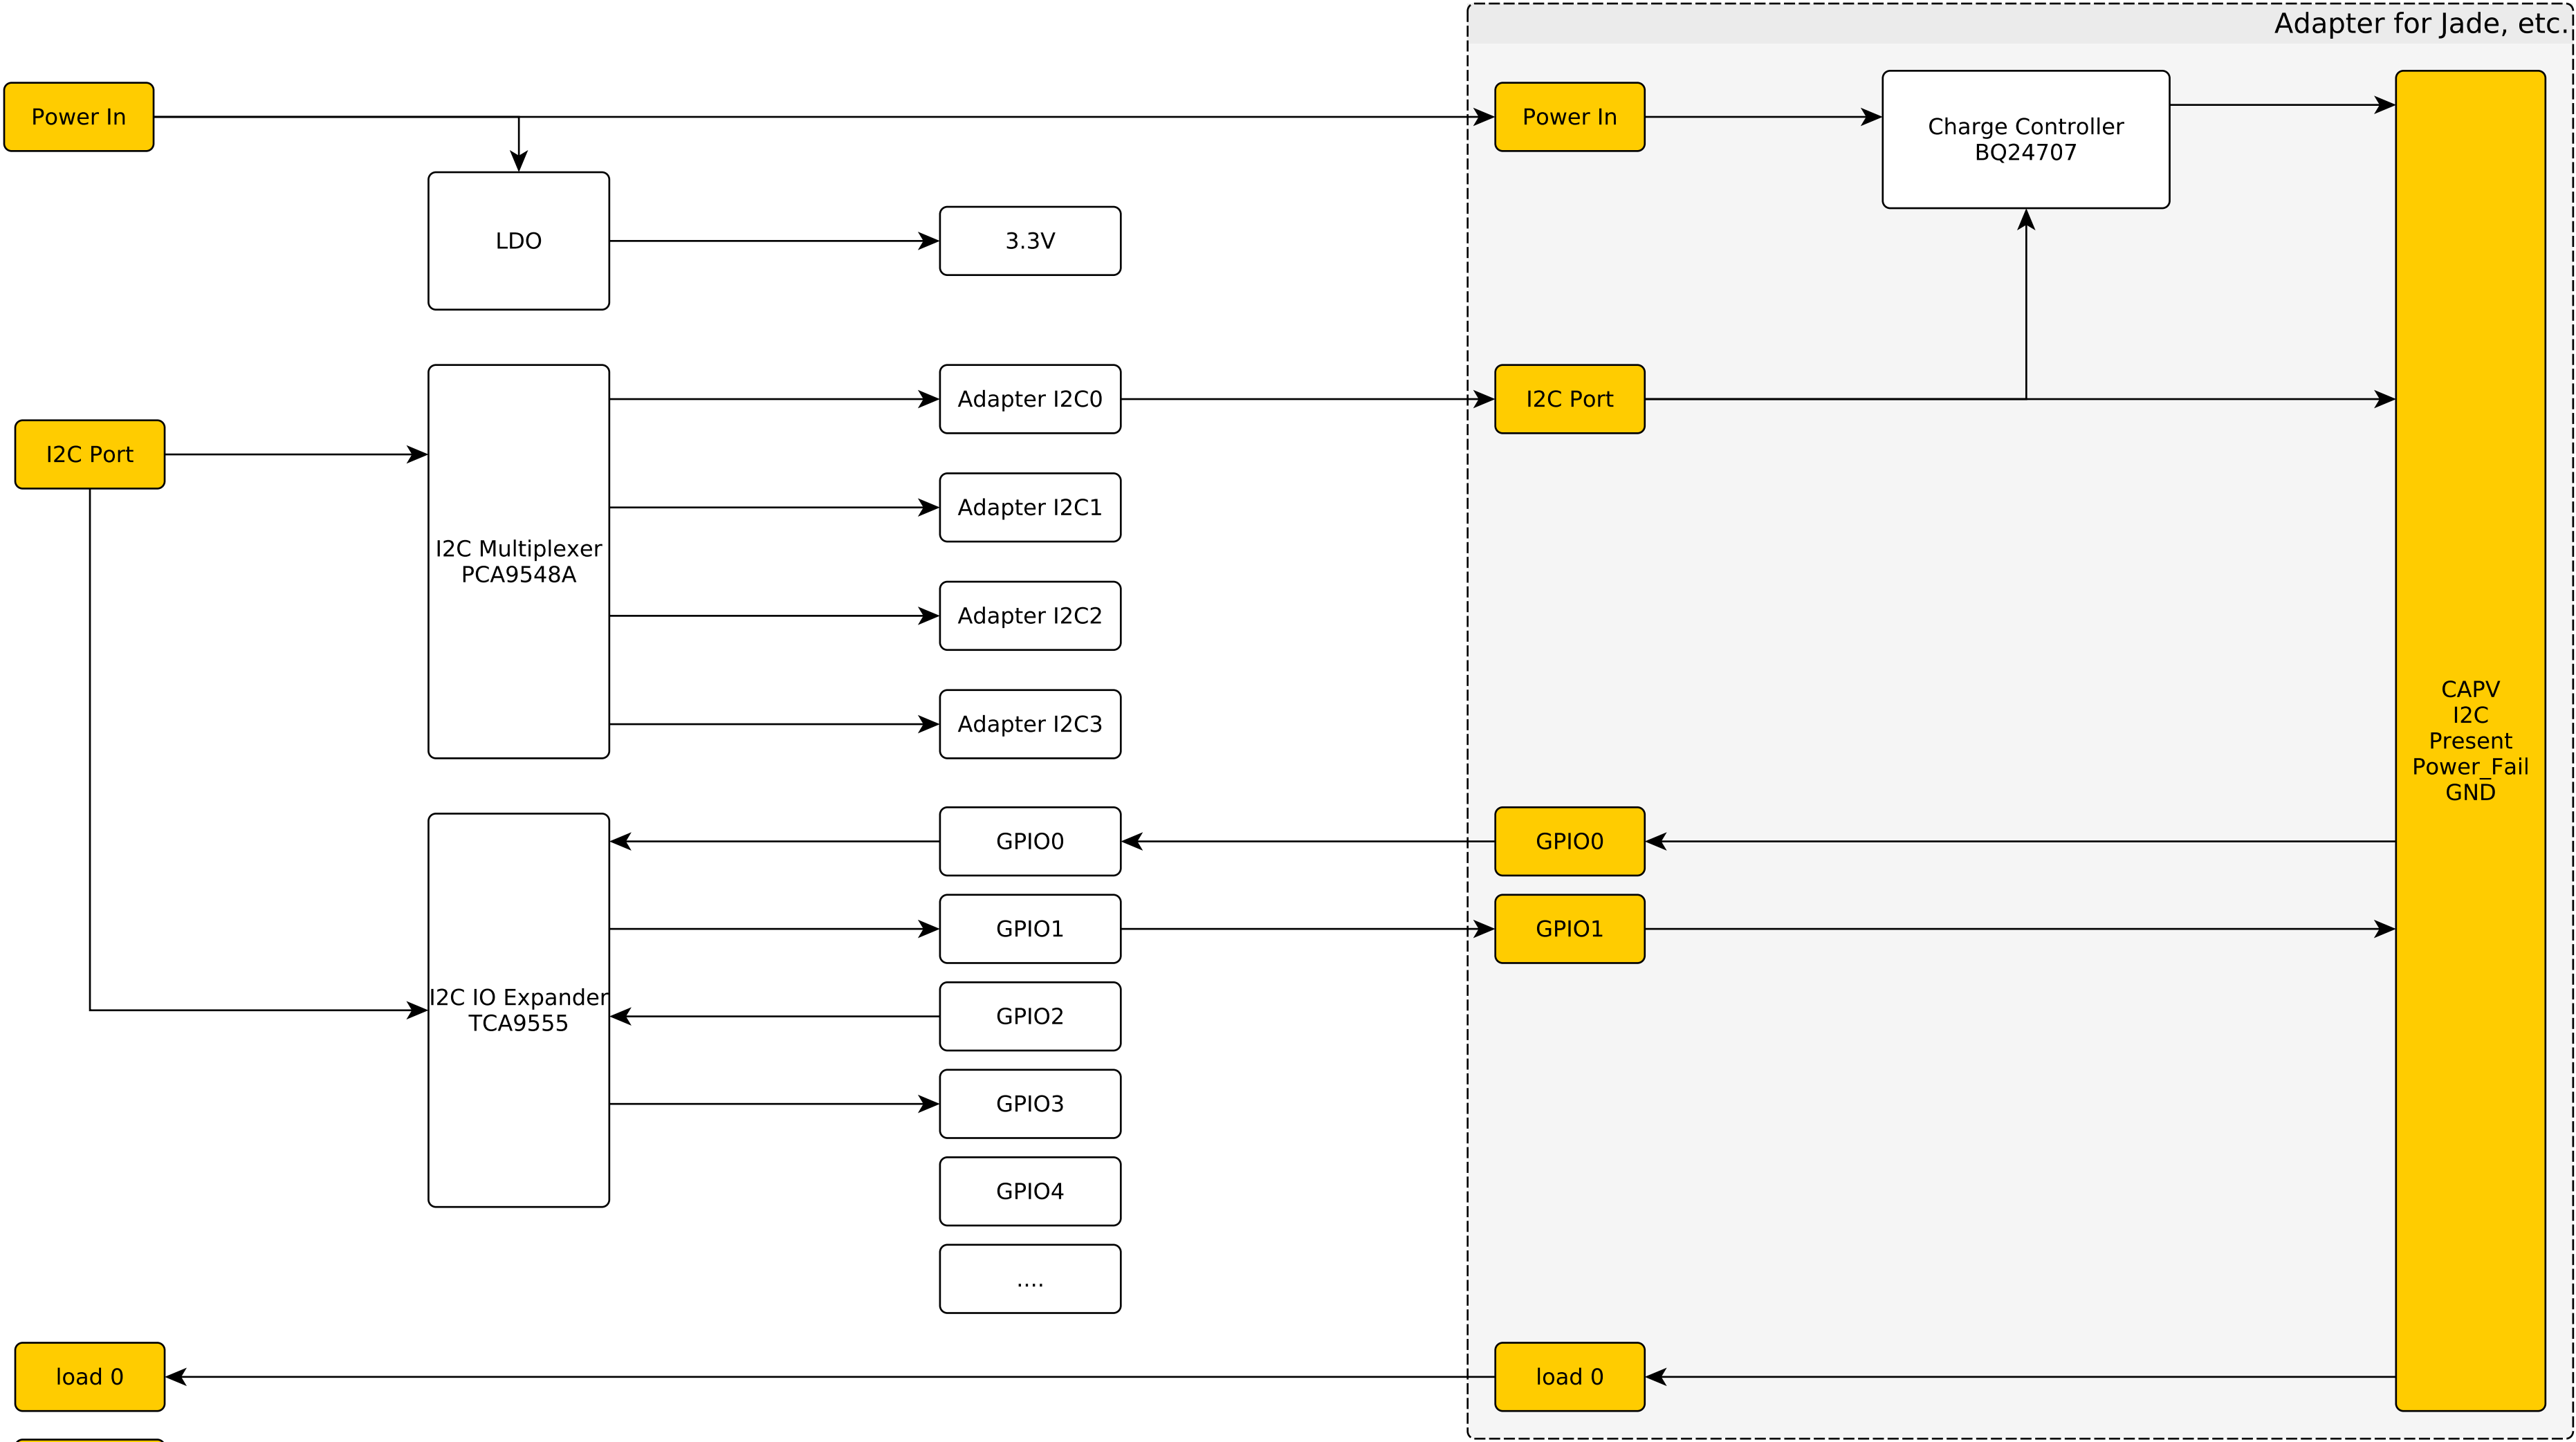 Adapter for Jade, etc.
Power In
Power In
Charge Controller
BQ24707
LDO
3.3V
I2C Port
I2C Multiplexer
PCA9548A
Adapter I2C0
Adapter I2C1
Adapter I2C2
Adapter I2C3
I2C Port
CAPV
I2C
Present
Power_Fail
GND
I2C IO Expander
TCA9555
GPIO0
GPIO1
GPIO2
GPIO3
GPIO4
....
GPIO0
GPIO1
load 0
load 0